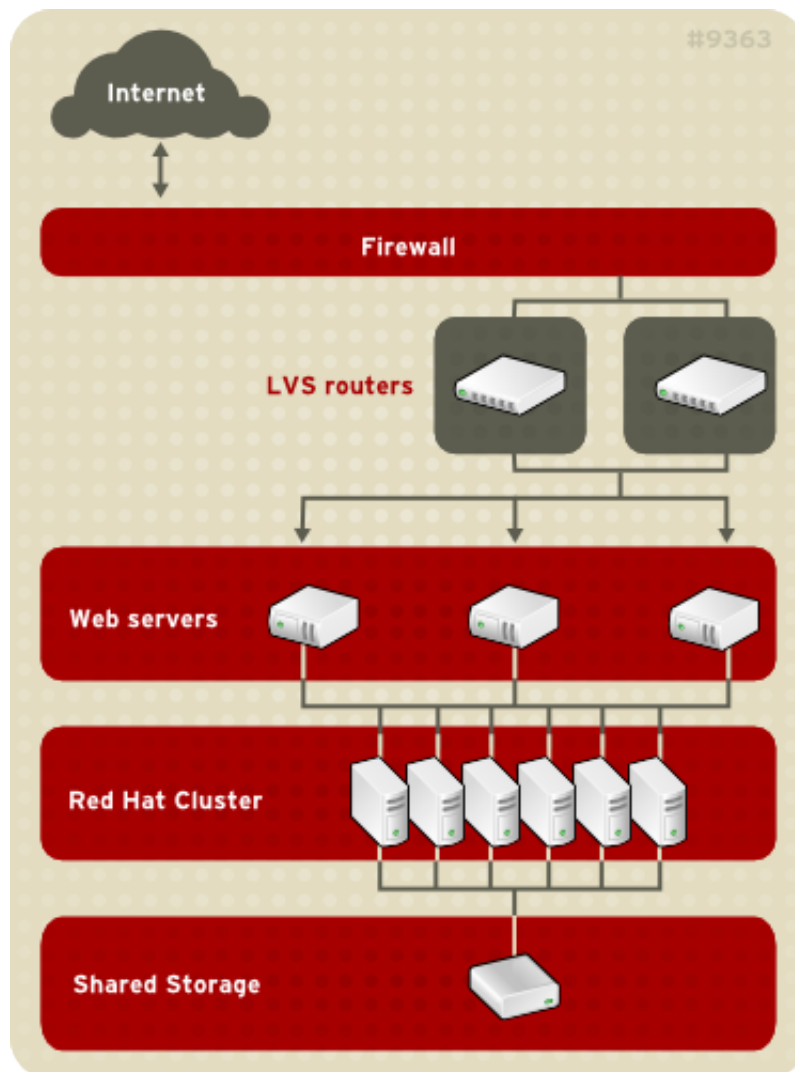 #9363
Internet
Firewall
LVS routers
Web servers
Red Hat Cluster
Shared Storage